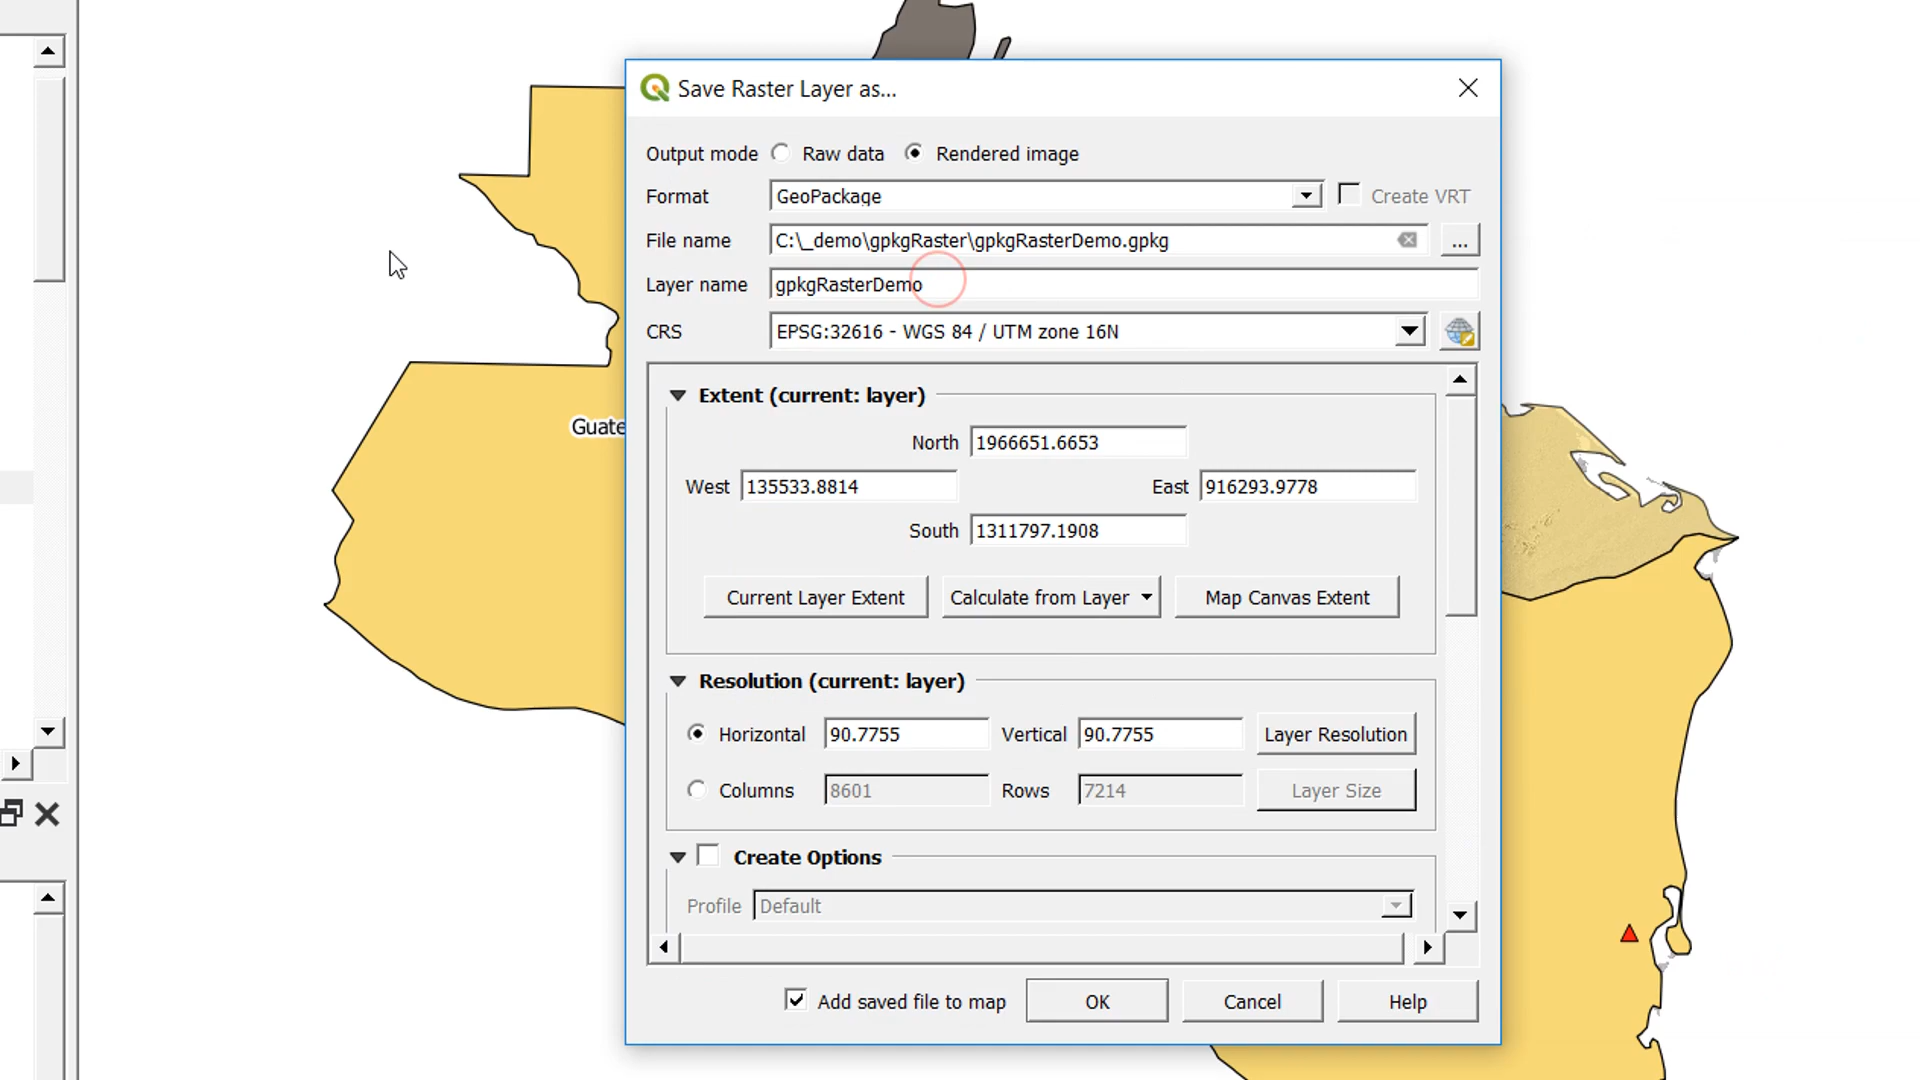 Save Raster Layer as...
Output mode Raw data Rendered image
Format GeoPackage Create VRT
File name C:\_demo\gpkgRaster\gpkgRasterDemo.gpkg ...
Layer name gpkgRasterDemo
CRS EPSG:32616 - WGS 84 / UTM zone 16N
Extent (current: layer)
Guate
North 1966651.6653
West 135533.8814 East 916293.9778
South 1311797.1908
Current Layer Extent Calculate from Layer Map Canvas Extent
Resolution (current: layer)
Horizontal 90.7755 Vertical 90.7755 Layer Resolution
Columns 8601 Rows 7214 Layer Size
Create Options
Profile Default
Add saved file to map OK Cancel Help